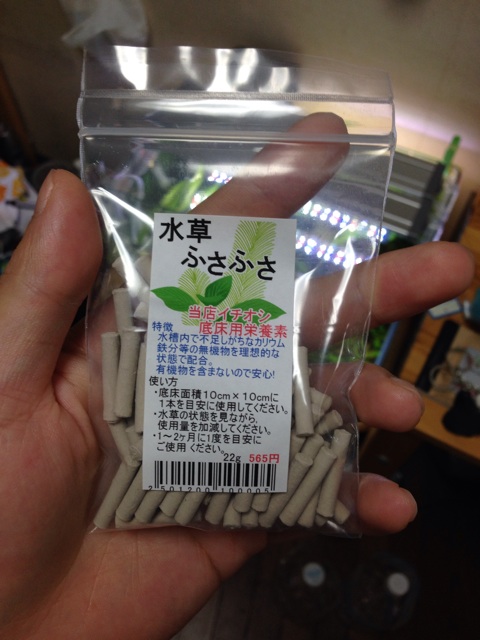 水草
ふさふさ
当店イチオシ
底床用栄養素
特徴
水槽内で不足しがちなカリウム
鉄分等の無機物を理想的な
状態で配合。
有機物を含まないので安心!
使い方
・底床面積10cm×10cmに
1本を目安に使用してください。
・水草の状態を見ながら、
使用量を加減してください。
・1〜2ヶ月に1度を目安に
ご使用ください。
22g 565円
2501200100005